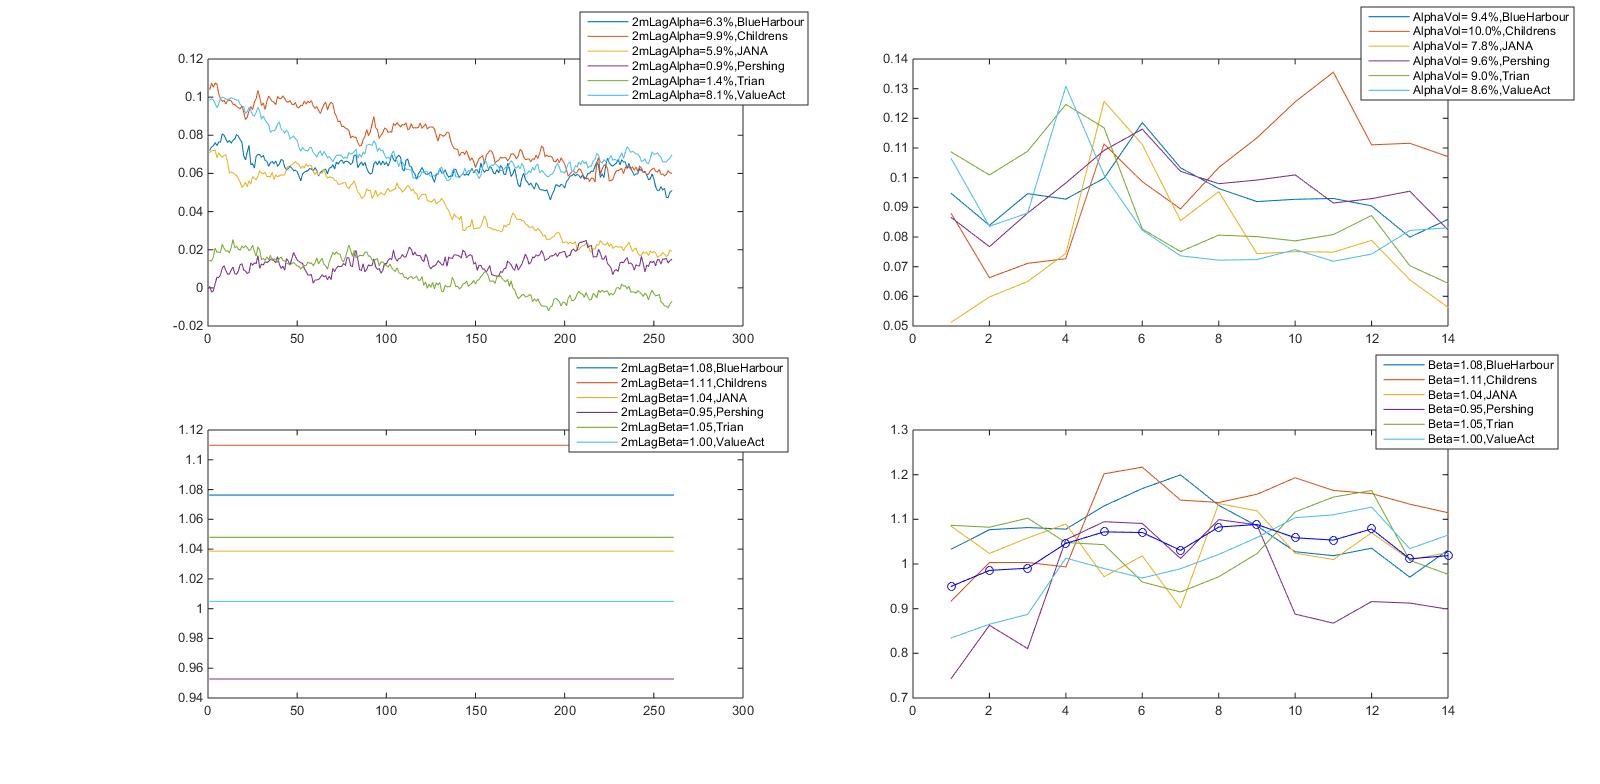 2mLagAlpha=6.3%,BlueHarbour
2mLagAlpha=9.9%,Childrens
2mLagAlpha=5.9%,JANA
2mLagAlpha=0.9%,Pershing
2mLagAlpha=1.4%,Trian
2mLagAlpha=8.1%,ValueAct
0.12
0.1
0.08
0.06
0.04
0.02
0
-0.02
0 50 100 150 200 250 300
AlphaVol= 9.4%,BlueHarbour
AlphaVol=10.0%,Childrens
AlphaVol= 7.8%,JANA
AlphaVol= 9.6%,Pershing
AlphaVol= 9.0%,Trian
AlphaVol= 8.6%,ValueAct
0.14
0.13
0.12
0.11
0.1
0.09
0.08
0.07
0.06
0.05
0 2 4 6 8 10 12 14
2mLagBeta=1.08,BlueHarbour
2mLagBeta=1.11,Childrens
2mLagBeta=1.04,JANA
2mLagBeta=0.95,Pershing
2mLagBeta=1.05,Trian
2mLagBeta=1.00,ValueAct
1.12
1.1
1.08
1.06
1.04
1.02
1
0.98
0.96
0.94
0 50 100 150 200 250 300
Beta=1.08,BlueHarbour
Beta=1.11,Childrens
Beta=1.04,JANA
Beta=0.95,Pershing
Beta=1.05,Trian
Beta=1.00,ValueAct
1.3
1.2
1.1
1
0.9
0.8
0.7
0 2 4 6 8 10 12 14